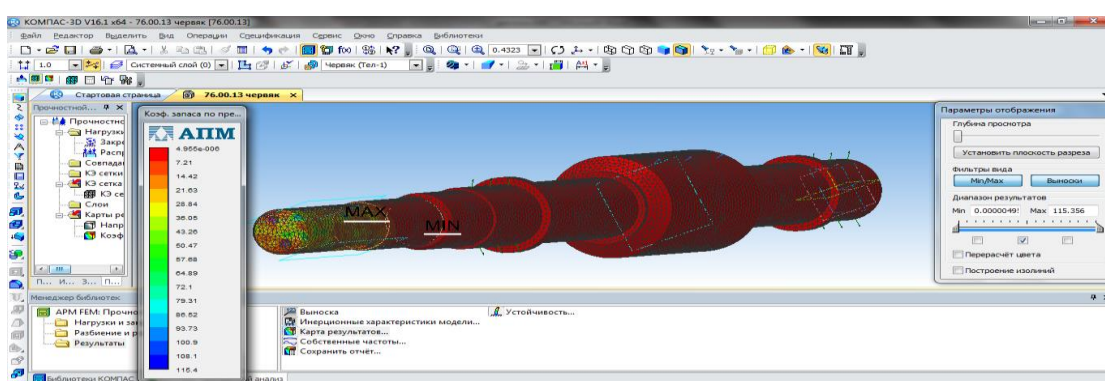 КОМПАС-3D V16.1 x64 - 76.00.13 червяк [76.00.13]
Файл Редактор Выделить Вид Операции Спецификация Сервис Окно Справка Библиотеки
0.4323
1.0 Системный слой (0) Червяк (Тел-1)
Стартовая страница 76.00.13 червяк ×
Прочностной...
Прочностно
Нагрузки
Закре
Распр
Совпада
КЭ сетки
КЭ сетка
КЭ се
Слои
Карты ре
Напр
Коэф
П... И... З... П...
Коэф. запаса по пре...
АПМ
4.955e-006
7.21
14.42
21.63
28.84
36.05
43.26
50.47
57.68
64.89
72.1
79.31
86.52
93.73
100.9
108.1
115.4
MAX
MIN
Параметры отображения
Глубина просмотра
Установить плоскость разреза
Фильтры вида
Min/Max Выноски
Диапазон результатов
Min 0.0000049! Max 115.356
Перерасчёт цвета
Построение изолиний
Менеджер библиотек
APM FEM: Прочно
Нагрузки и за
Разбиение и р
Результаты
Выноска
Инерционные характеристики модели...
Карта результатов...
Собственные частоты...
Сохранить отчёт...
Устойчивость...
Библиотеки КОМПАС
й анализ